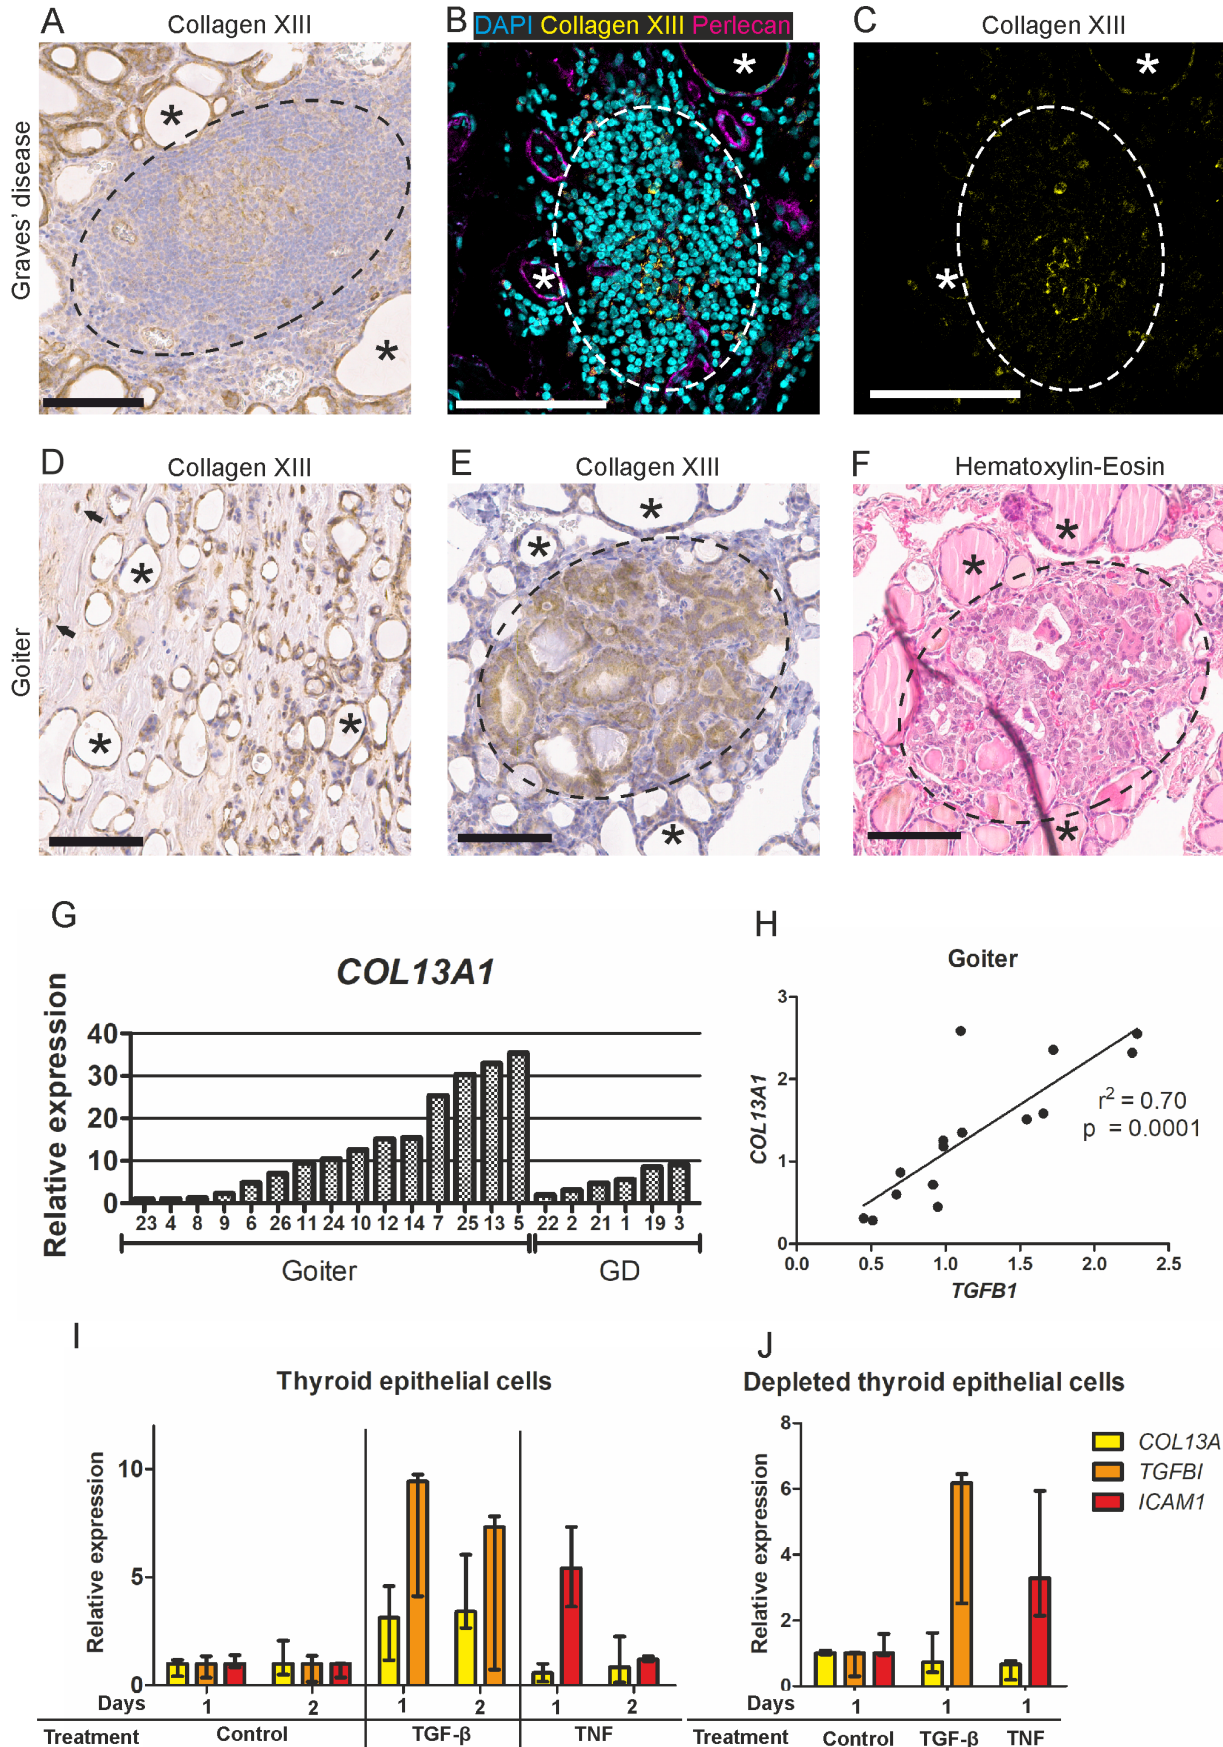 A Collagen XIII
B DAPI Collagen XIII Perlecan
C Collagen XIII
Graves' disease
* *
* *
* *
D Collagen XIII
E Collagen XIII
F Hematoxylin-Eosin
Goiter
* * *
* * *
* * *
G
COL13A1
Relative expression
40
30
20
10
0
23 4 8 9 6 26 11 24 10 12 14 7 25 13 5 22 2 21 1 19 3
Goiter GD
H
Goiter
COL13A1
3
2
1
0
r² = 0.70
p = 0.0001
0.0 0.5 1.0 1.5 2.0 2.5
TGFB1
I
Thyroid epithelial cells
Relative expression
10
5
0
Days 1 2 1 2 1 2
Treatment Control TGF-β TNF
J
Depleted thyroid epithelial cells
Relative expression
8
6
4
2
0
COL13A
TGFBI
ICAM1
1 1 1
Days
Treatment Control TGF-β TNF